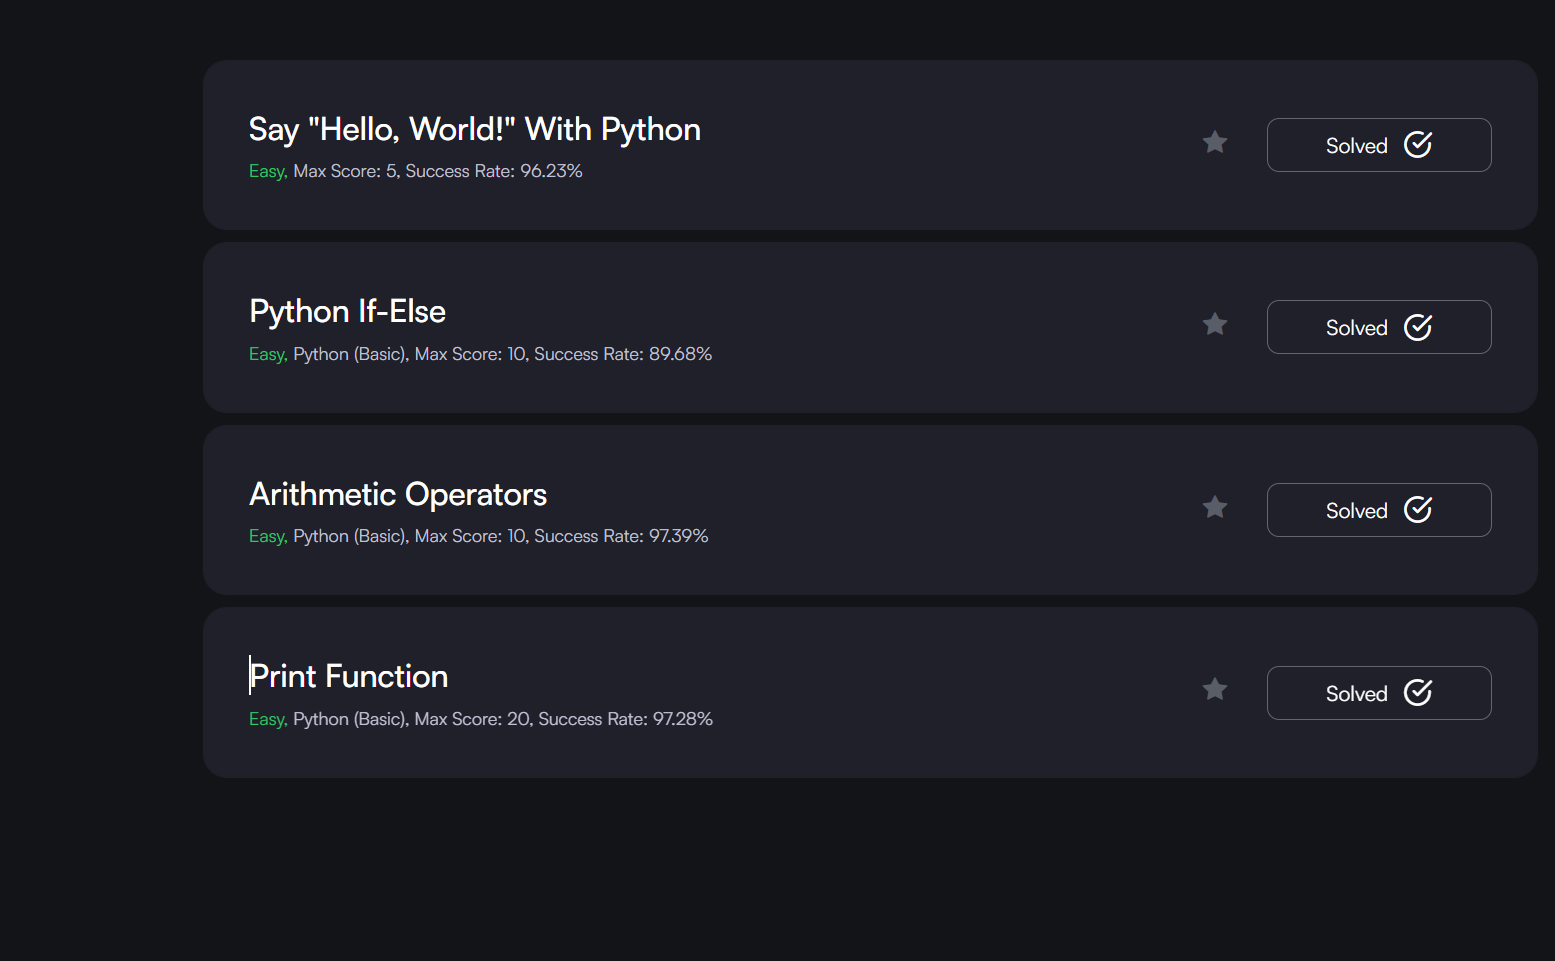 Say "Hello, World!" With Python
Easy, Max Score: 5, Success Rate: 96.23%
Solved
Python If-Else
Easy, Python (Basic), Max Score: 10, Success Rate: 89.68%
Solved
Arithmetic Operators
Easy, Python (Basic), Max Score: 10, Success Rate: 97.39%
Solved
Print Function
Easy, Python (Basic), Max Score: 20, Success Rate: 97.28%
Solved